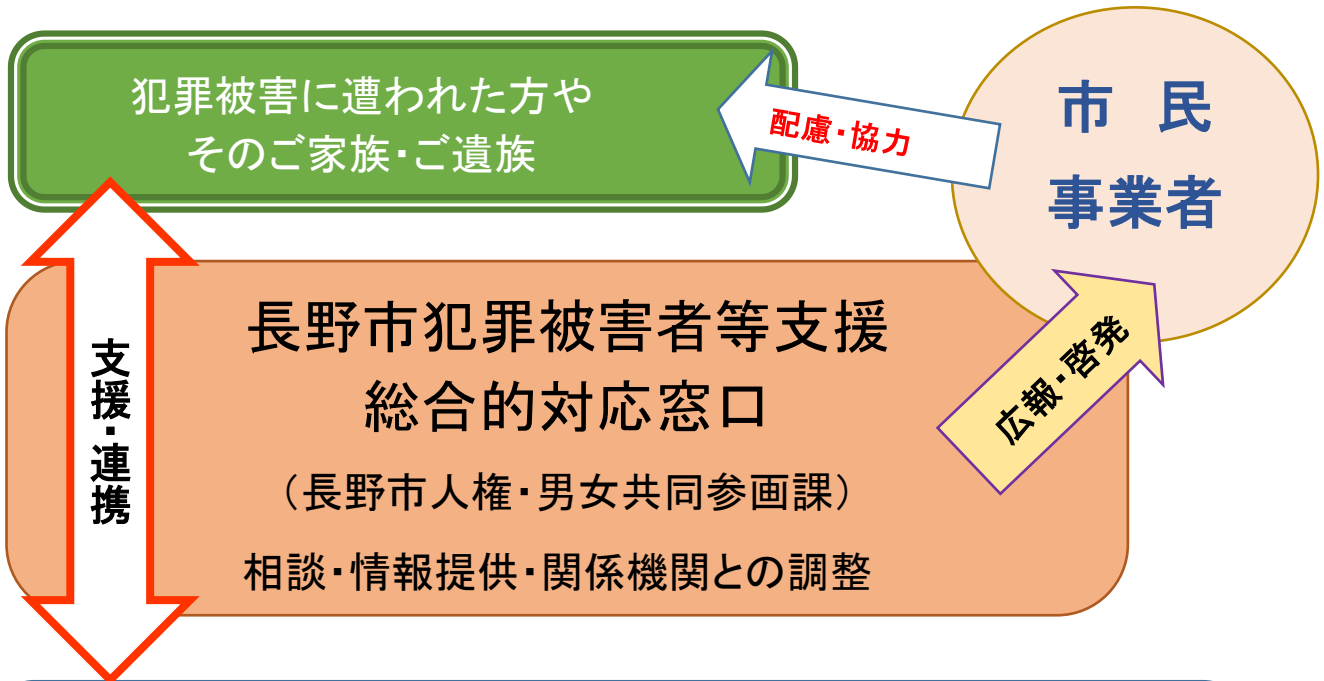 犯罪被害に遭われた方や
そのご家族・ご遺族
配慮・協力
市　民
事業者
長野市犯罪被害者等支援
総合的対応窓口
（長野市人権・男女共同参画課）
相談・情報提供・関係機関との調整
支援・連携
広報・啓発